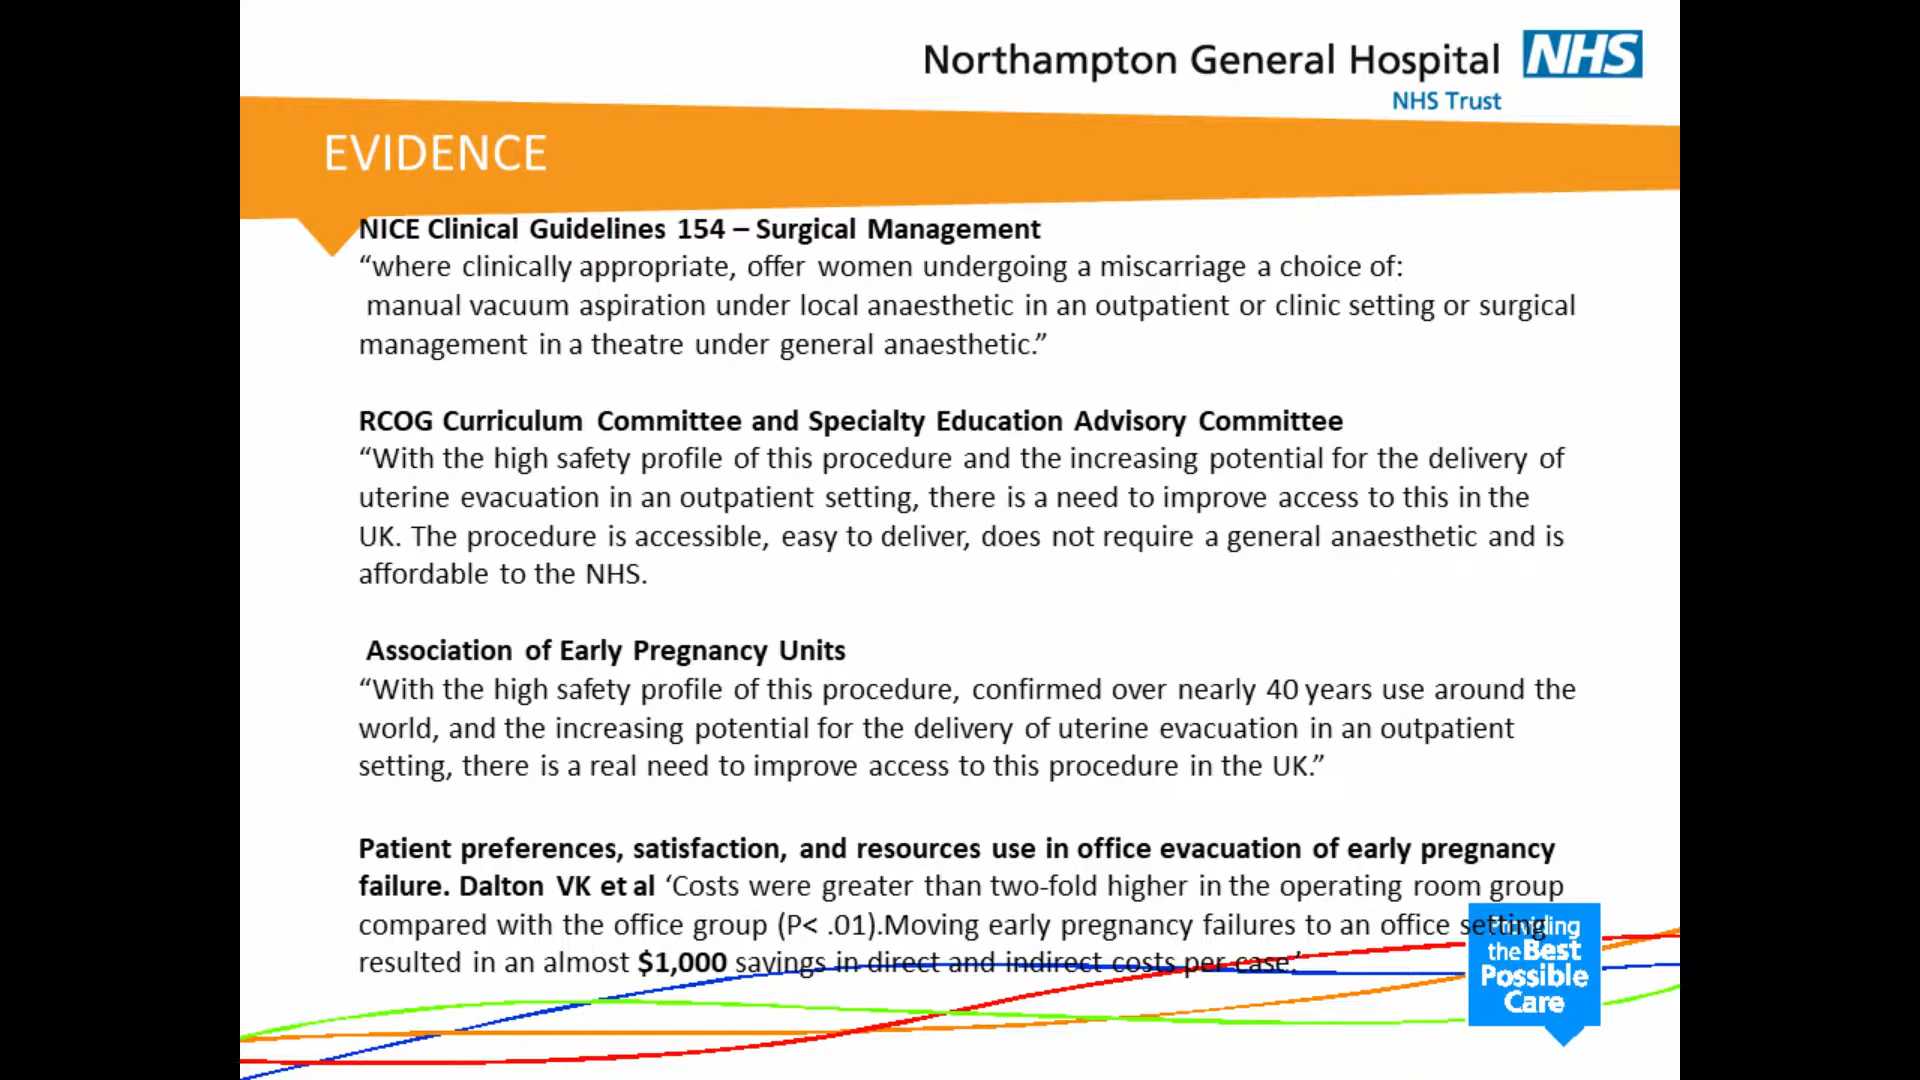 Northampton General Hospital NHS
NHS Trust
EVIDENCE
NICE Clinical Guidelines 154 – Surgical Management
“where clinically appropriate, offer women undergoing a miscarriage a choice of:
manual vacuum aspiration under local anaesthetic in an outpatient or clinic setting or surgical
management in a theatre under general anaesthetic.”
RCOG Curriculum Committee and Specialty Education Advisory Committee
“With the high safety profile of this procedure and the increasing potential for the delivery of
uterine evacuation in an outpatient setting, there is a need to improve access to this in the
UK. The procedure is accessible, easy to deliver, does not require a general anaesthetic and is
affordable to the NHS.
Association of Early Pregnancy Units
“With the high safety profile of this procedure, confirmed over nearly 40 years use around the
world, and the increasing potential for the delivery of uterine evacuation in an outpatient
setting, there is a real need to improve access to this procedure in the UK.”
Patient preferences, satisfaction, and resources use in office evacuation of early pregnancy
failure. Dalton VK et al ‘Costs were greater than two-fold higher in the operating room group
compared with the office group (P< .01).Moving early pregnancy failures to an office setting
resulted in an almost $1,000 savings in direct and indirect costs per case.’
Providing
the Best
Possible
Care